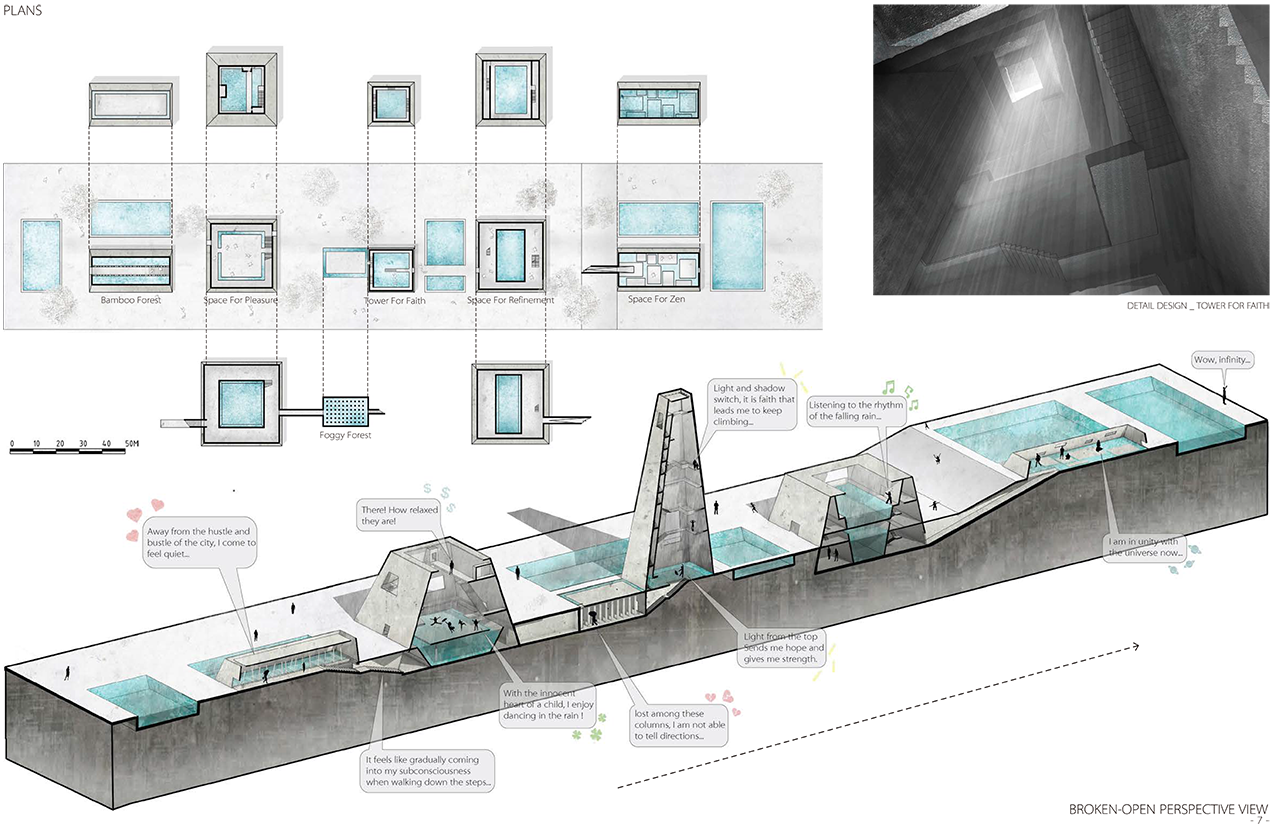 PLANS
Bamboo Forest
Space For Pleasure
Tower For Faith
Space For Refinement
Space For Zen
DETAIL DESIGN _ TOWER FOR FAITH
Foggy Forest
0 10 20 30 40 50M
Wow, infinity...
Light and shadow
switch, it is faith that
leads me to keep
climbing...
Listening to the rhythm
of the falling rain...
There! How relaxed
they are!
Away from the hustle and
bustle of the city, I come to
feel quiet...
I am in unity with
the universe now...
Light from the top
Sends me hope and
gives me strength.
With the innocent
heart of a child, I enjoy
dancing in the rain !
lost among these
columns, I am not able
to tell directions...
It feels like gradually coming
into my subconsciousness
when walking down the steps...
BROKEN-OPEN PERSPECTIVE VIEW
- 7 -